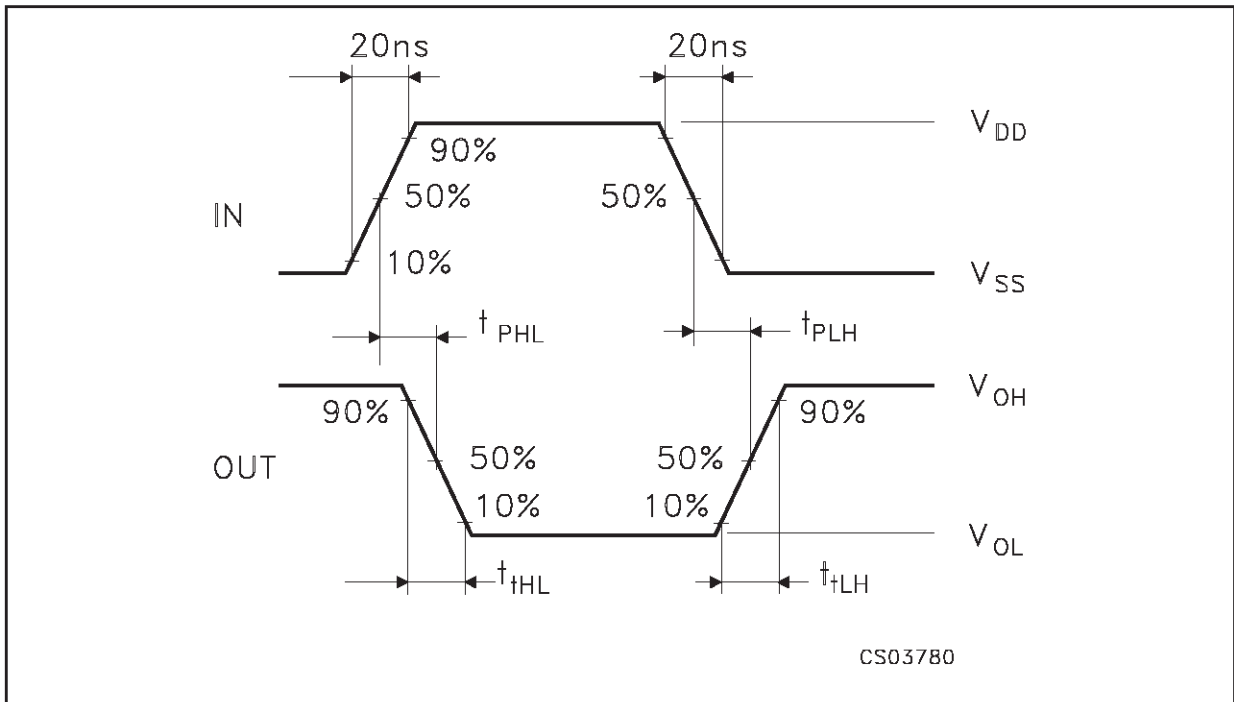 20ns 20ns
V DD
90%
50% 50%
IN
10%
V SS
t PHL t PLH
V OH
90% 90%
50% 50%
OUT
10% 10%
V OL
t tHL t tLH
CS03780